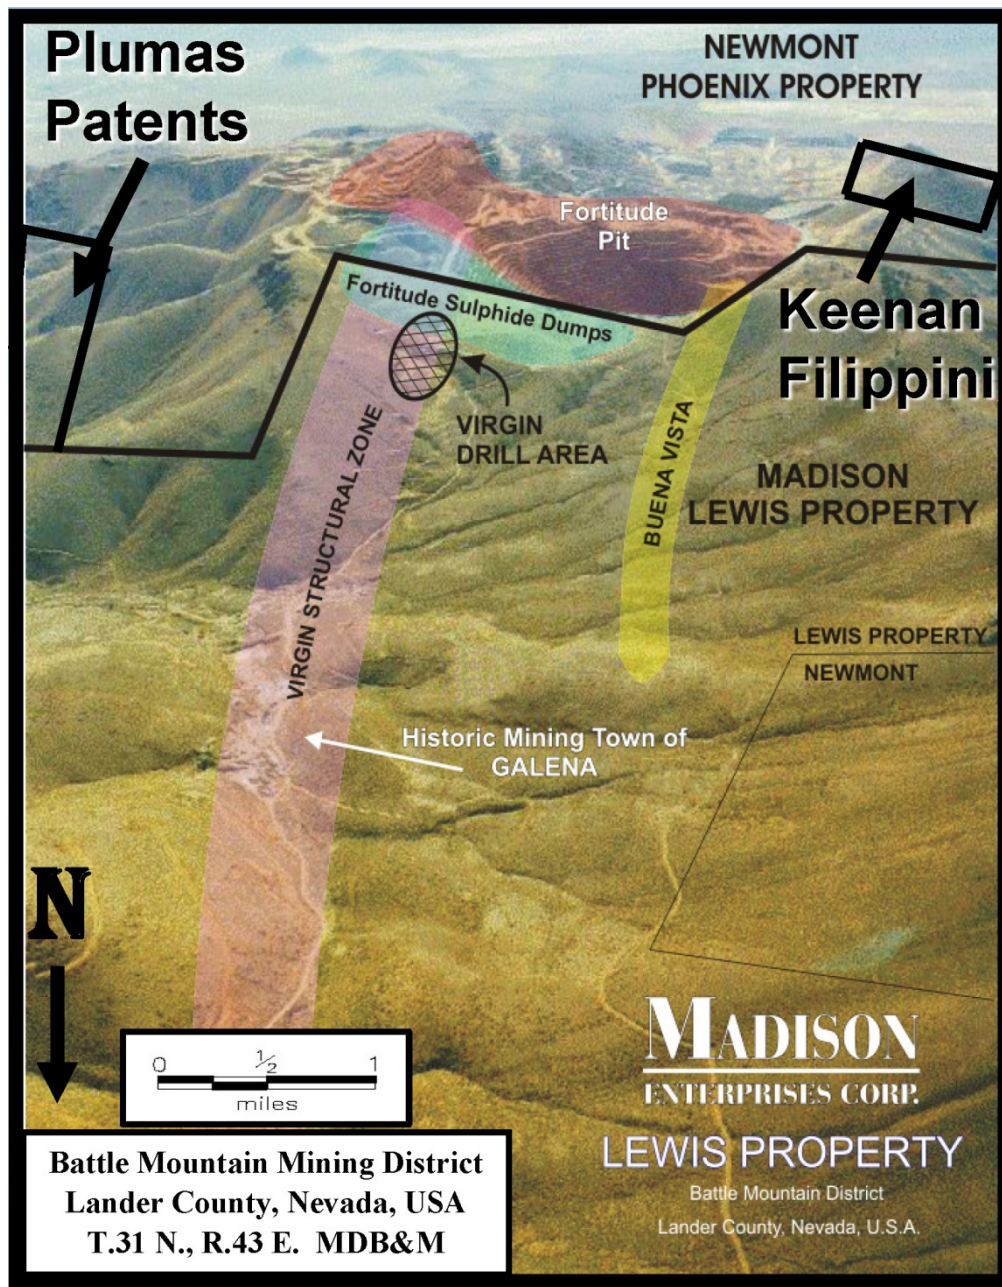 Plumas
Patents
NEWMONT
PHOENIX PROPERTY
Fortitude
Pit
Fortitude Sulphide Dumps
Keenan
Filippini
VIRGIN
DRILL AREA
VIRGIN STRUCTURAL ZONE
BUENA VISTA
MADISON
LEWIS PROPERTY
LEWIS PROPERTY
NEWMONT
Historic Mining Town of
GALENA
N
0 ½ 1
miles
MADISON
ENTERPRISES CORP.
LEWIS PROPERTY
Battle Mountain District
Lander County, Nevada, U.S.A.
Battle Mountain Mining District
Lander County, Nevada, USA
T.31 N., R.43 E. MDB&M